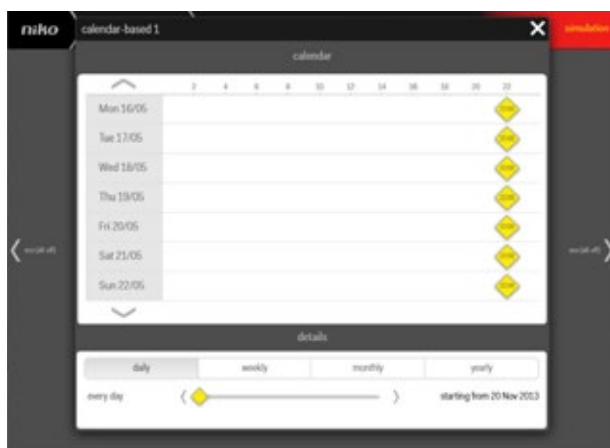 niko
calendar-based 1
simulation
calendar
2 4 6 8 10 12 14 16 18 20 22
Mon 16/05
Tue 17/05
Wed 18/05
Thu 19/05
Fri 20/05
Sat 21/05
Sun 22/05
details
daily weekly monthly yearly
every day starting from 20 Nov 2013